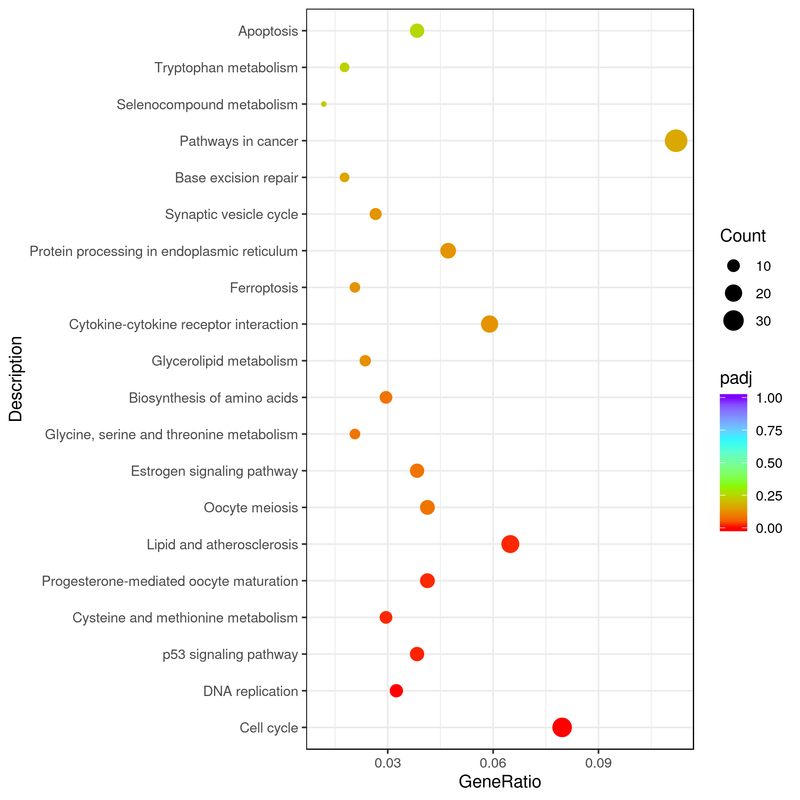 Apoptosis
Tryptophan metabolism
Selenocompound metabolism
Pathways in cancer
Base excision repair
Synaptic vesicle cycle
Protein processing in endoplasmic reticulum
Ferroptosis
Cytokine-cytokine receptor interaction
Glycerolipid metabolism
Biosynthesis of amino acids
Glycine, serine and threonine metabolism
Estrogen signaling pathway
Oocyte meiosis
Lipid and atherosclerosis
Progesterone-mediated oocyte maturation
Cysteine and methionine metabolism
p53 signaling pathway
DNA replication
Cell cycle
Description
0.03 0.06 0.09
GeneRatio
Count
10
20
30
padj
1.00
0.75
0.50
0.25
0.00